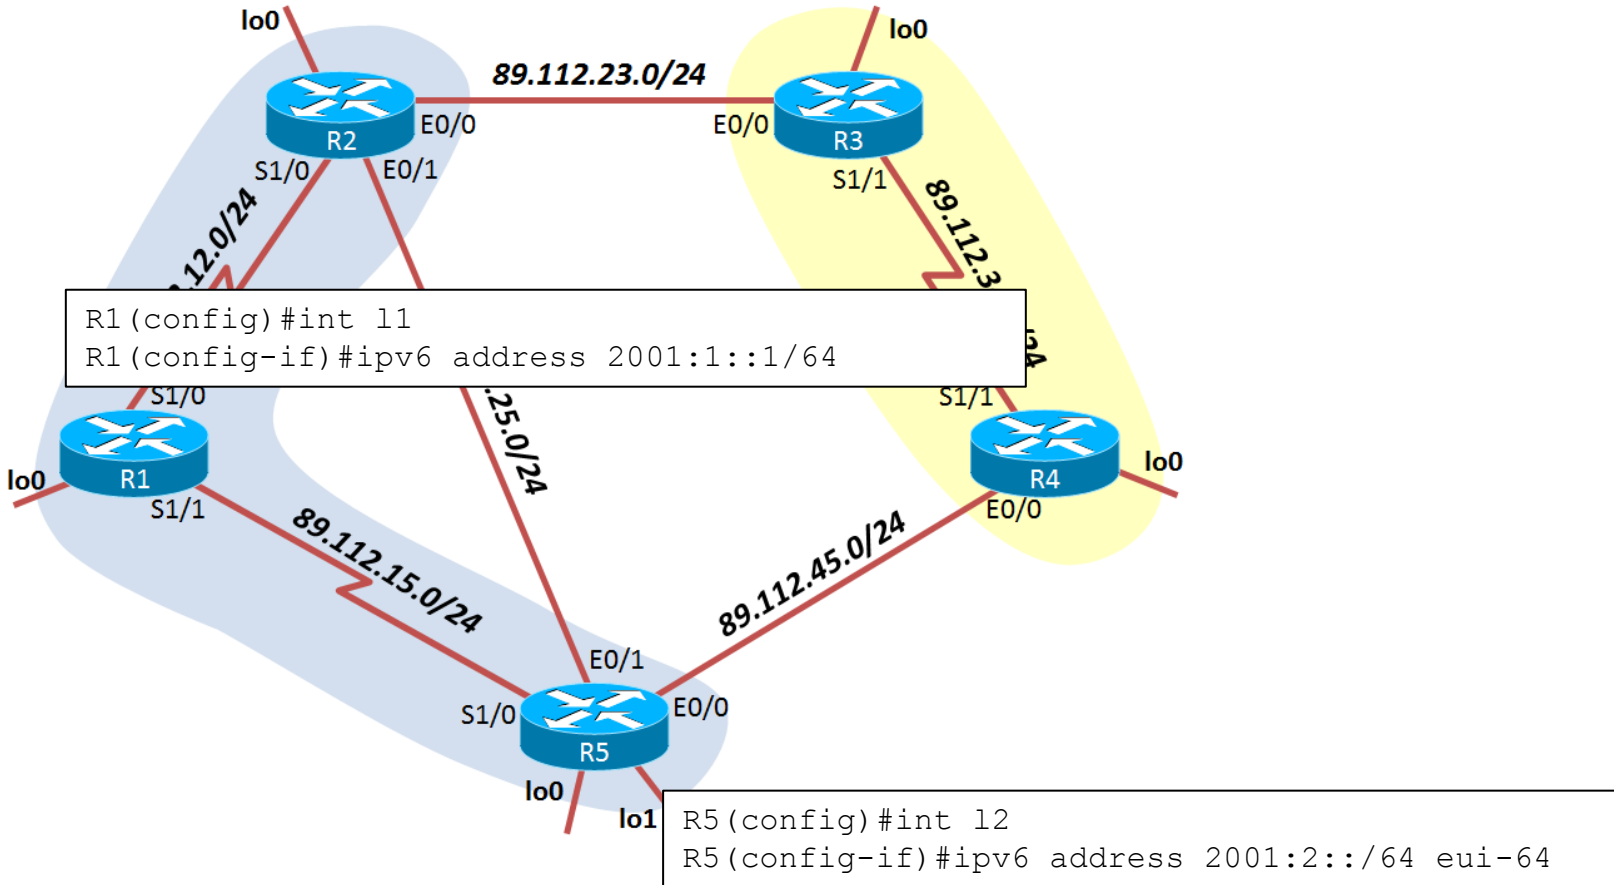 lo0
lo0
89.112.23.0/24
E0/0
E0/0
R2
R3
S1/0
E0/1
S1/1
.12.0/24
89.112.3
R1(config)#int l1
R1(config-if)#ipv6 address 2001:1::1/64
/24
S1/0
S1/1
.25.0/24
lo0
R1
R4
lo0
S1/1
E0/0
89.112.15.0/24
89.112.45.0/24
E0/1
S1/0
E0/0
R5
lo0
lo1
R5(config)#int l2
R5(config-if)#ipv6 address 2001:2::/64 eui-64